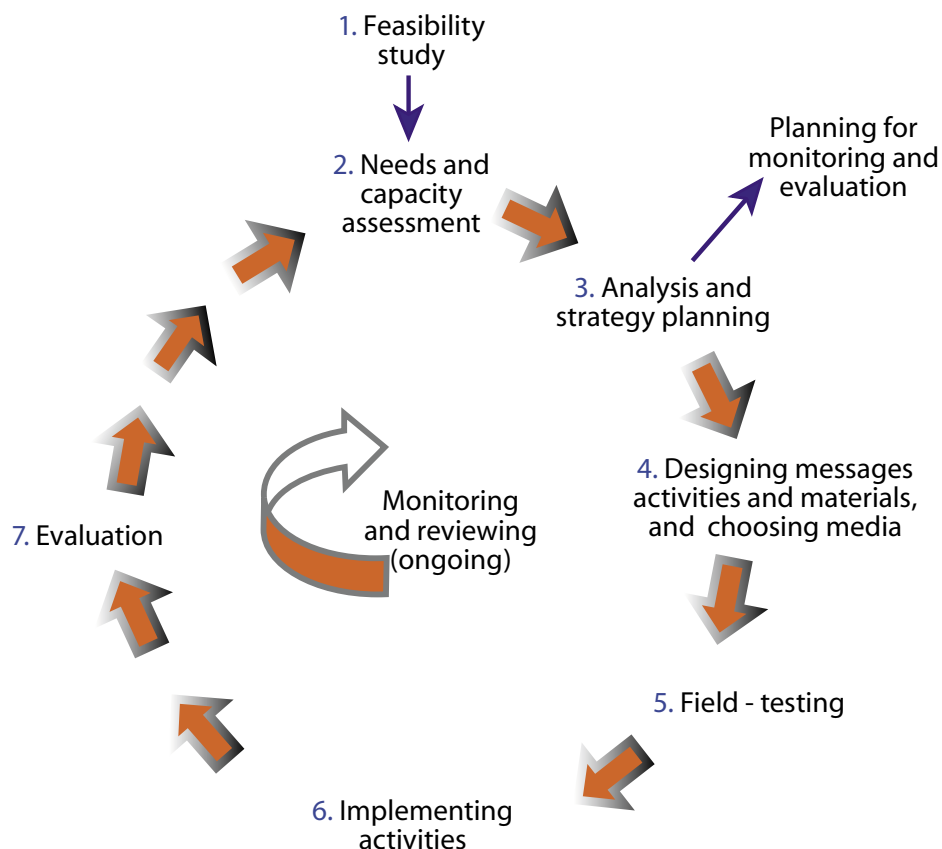 1. Feasibility
study
2. Needs and
capacity
assessment
Planning for
monitoring and
evaluation
3. Analysis and
strategy planning
4. Designing messages
activities and materials,
and choosing media
5. Field - testing
6. Implementing
activities
7. Evaluation
Monitoring
and reviewing
(ongoing)